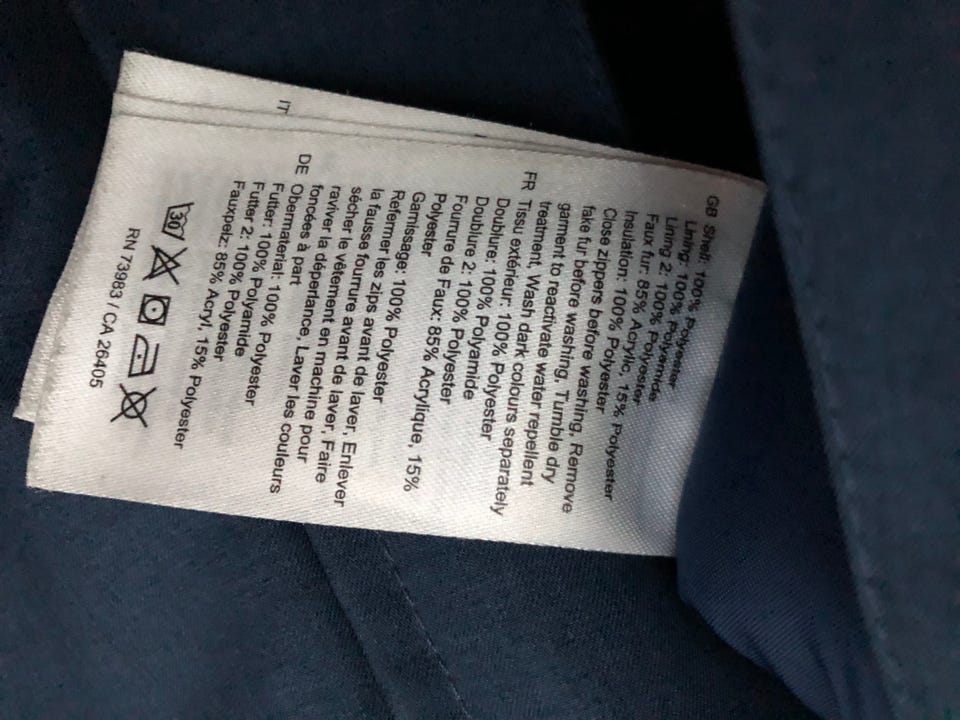 GB Shell: 100% Polyester
Lining: 100% Polyamide
Lining 2: 100% Polyester
Faux fur: 85% Acrylic, 15% Polyester
Insulation: 100% Polyester
Close zippers before washing, Remove
fake fur before washing, Tumble dry
garment to reactivate water repellent
treatment, Wash dark colours separately
FR Tissu extérieur: 100% Polyester
Doublure: 100% Polyamide
Doublure 2: 100% Polyester
Fourrure de Faux: 85% Acrylique, 15%
Polyester
Garnissage: 100% Polyester
Refermer les zips avant de laver, Enlever
la fausse fourrure avant de laver, Faire
sécher le vêtement en machine pour
raviver la déperlance, Laver les couleurs
foncées à part
DE Obermaterial: 100% Polyester
Futter: 100% Polyamide
Futter 2: 100% Polyester
Fauxpelz: 85% Acryl, 15% Polyester
30
RN 73983 / CA 26405
IT